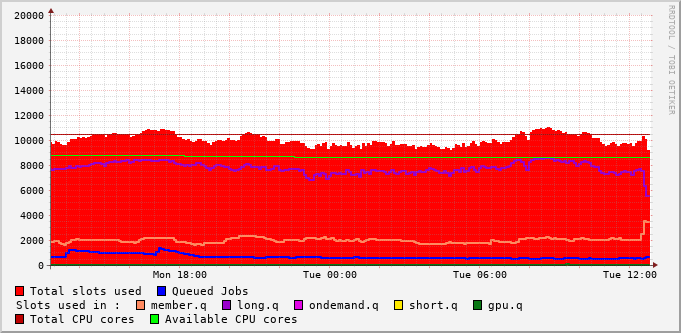 20000
18000
16000
14000
12000
10000
8000
6000
4000
2000
0
Mon 18:00 Tue 00:00 Tue 06:00 Tue 12:00
Total slots used Queued Jobs
Slots used in : member.q long.q ondemand.q short.q gpu.q
Total CPU cores Available CPU cores
RRDTOOL / TOBI OETIKER